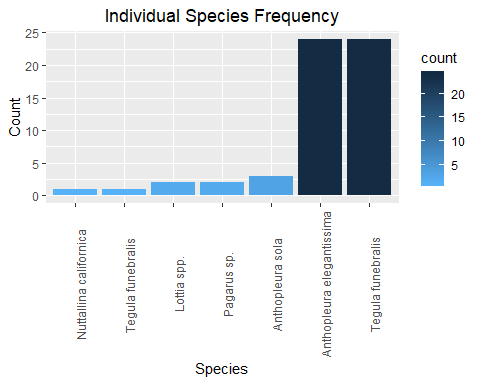 Individual Species Frequency
Count
25
20
15
10
5
0
Nuttallina californica
Tegula funebralis
Lottia spp.
Pagarus sp.
Anthopleura sola
Anthopleura elegantissima
Tegula funebralis
Species
count
20
15
10
5